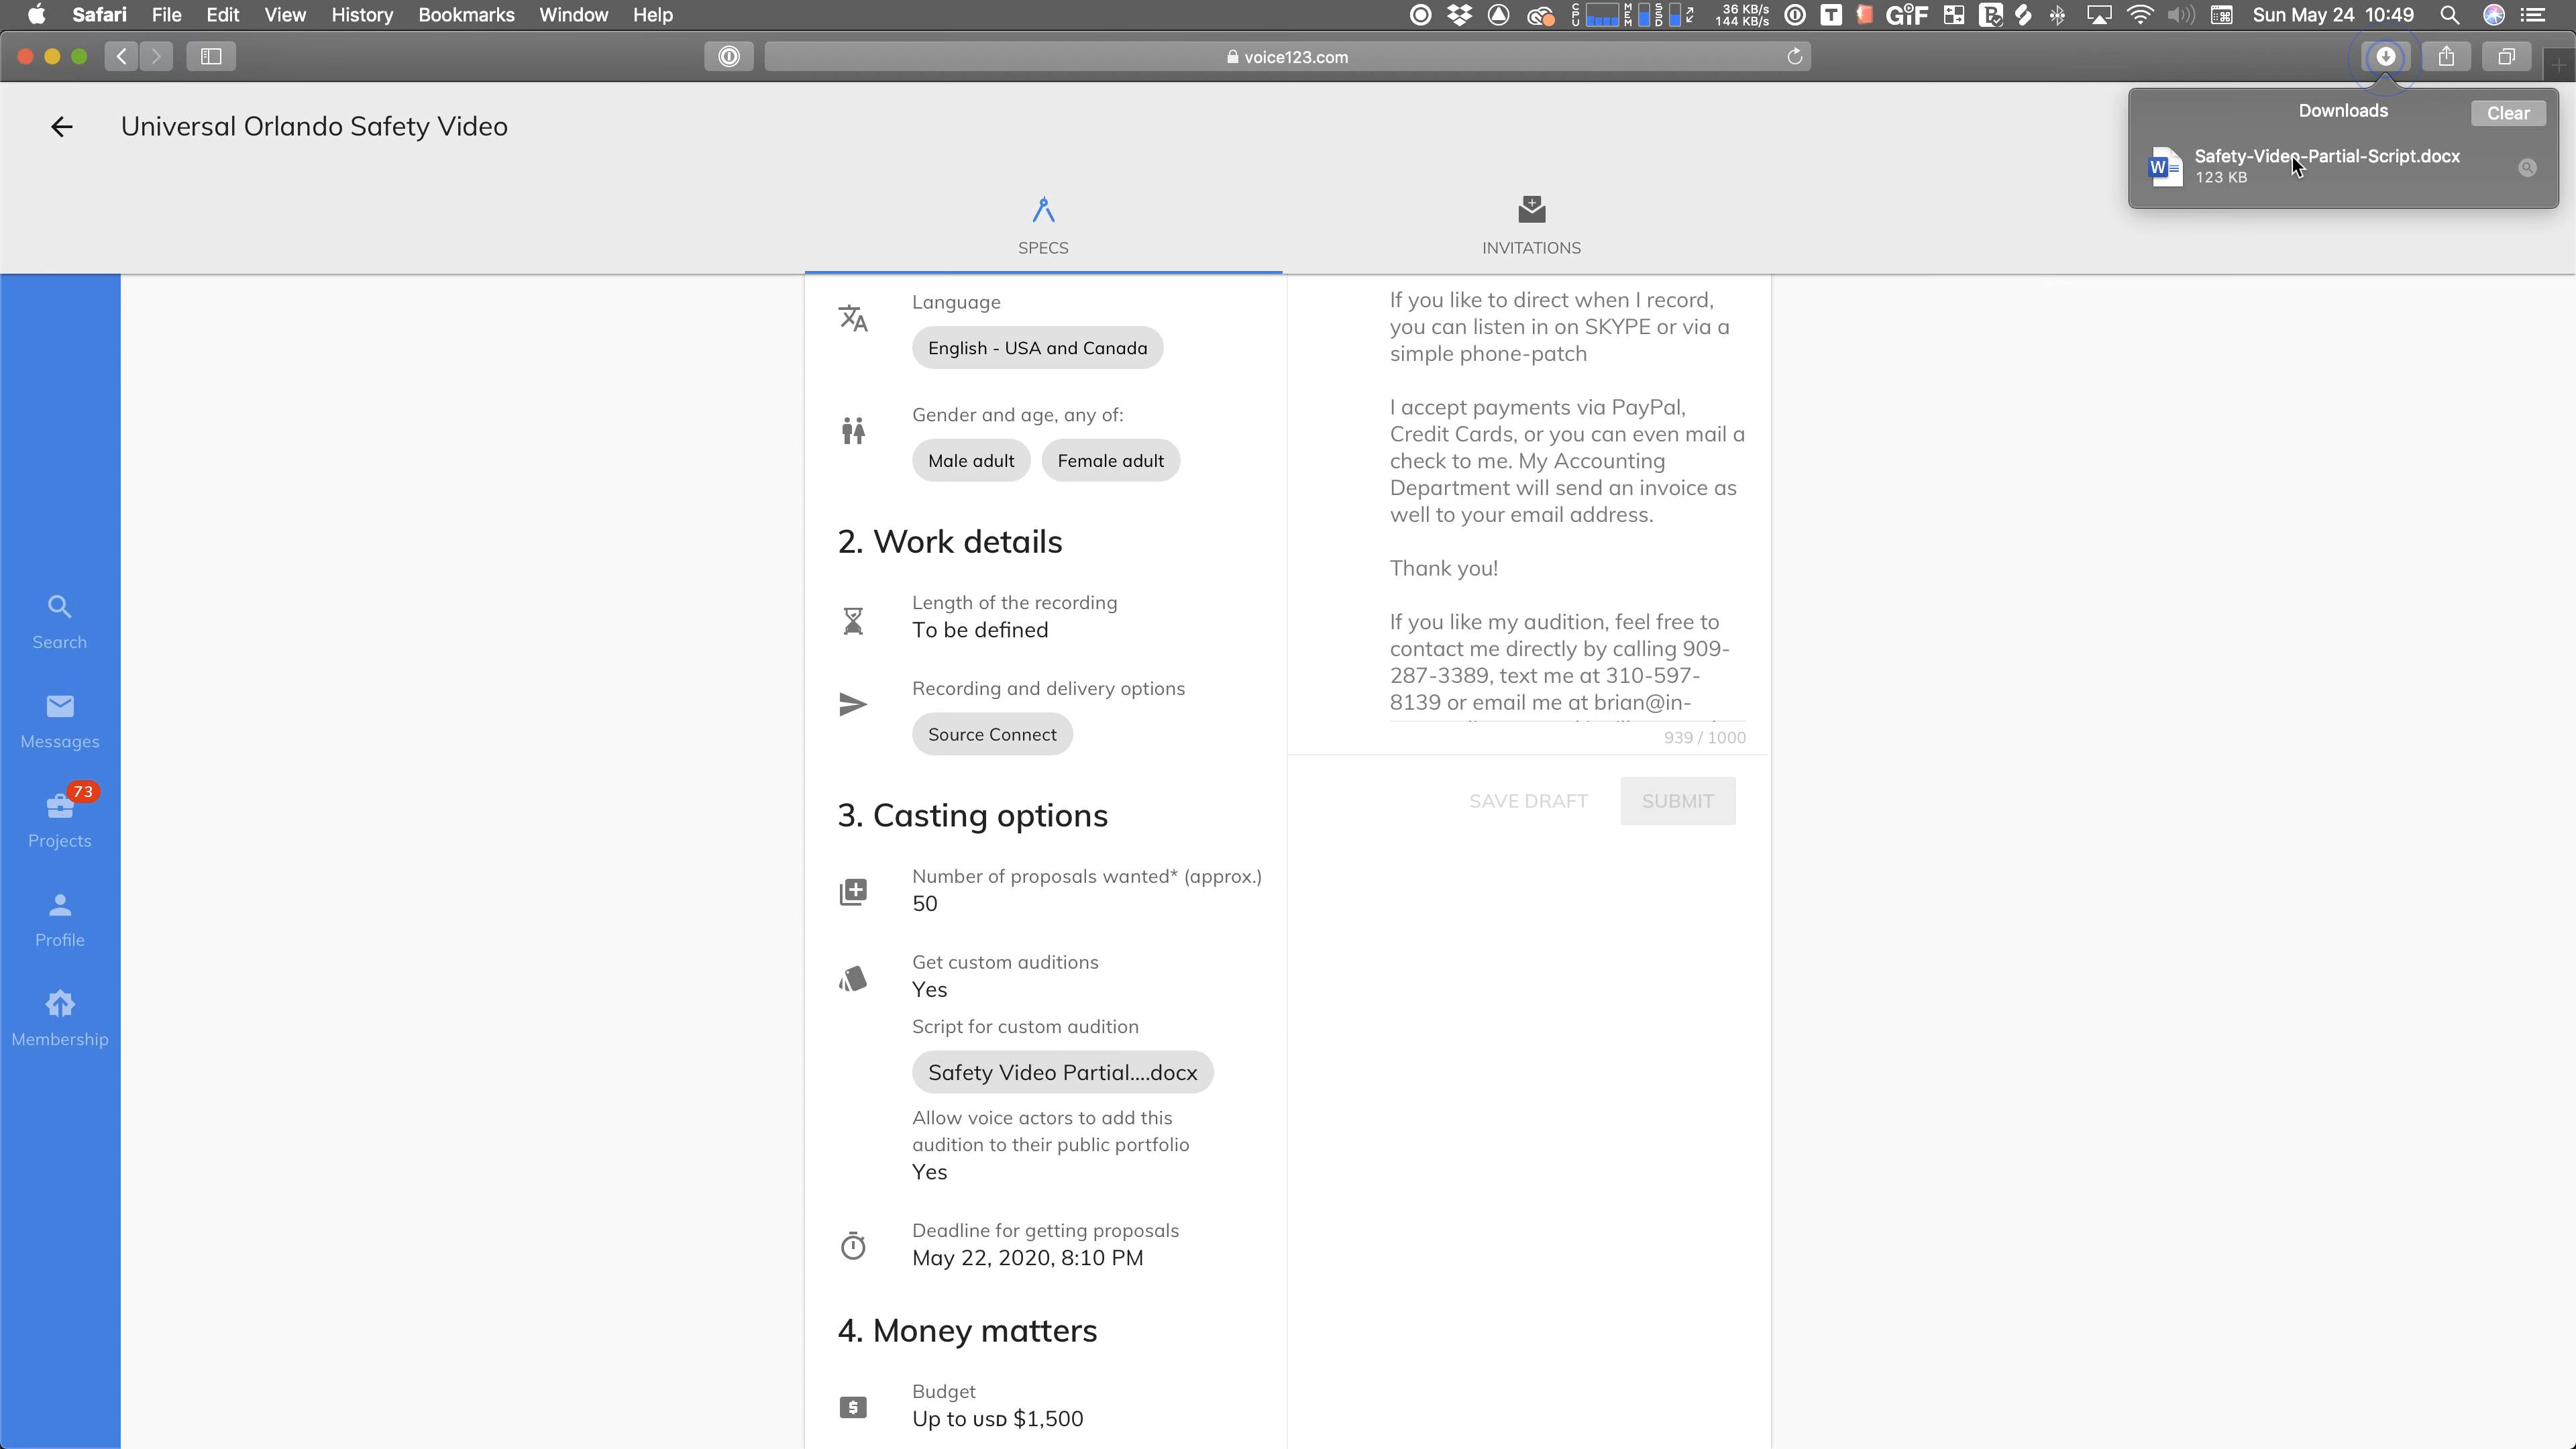 Safari File Edit View History Bookmarks Window Help
CPU MEM SSD 36 KB/s
144 KB/s
GIF
Sun May 24 10:49
voice123.com
Universal Orlando Safety Video
Downloads
Clear
Safety-Video-Partial-Script.docx
123 KB
SPECS
INVITATIONS
Search
Messages
73
Projects
Profile
Membership
Language
English - USA and Canada
Gender and age, any of:
Male adult
Female adult
2. Work details
Length of the recording
To be defined
Recording and delivery options
Source Connect
3. Casting options
Number of proposals wanted* (approx.)
50
Get custom auditions
Yes
Script for custom audition
Safety Video Partial....docx
Allow voice actors to add this
audition to their public portfolio
Yes
Deadline for getting proposals
May 22, 2020, 8:10 PM
4. Money matters
Budget
Up to USD $1,500
If you like to direct when I record,
you can listen in on SKYPE or via a
simple phone-patch
I accept payments via PayPal,
Credit Cards, or you can even mail a
check to me. My Accounting
Department will send an invoice as
well to your email address.
Thank you!
If you like my audition, feel free to
contact me directly by calling 909-
287-3389, text me at 310-597-
8139 or email me at brian@in-
939 / 1000
SAVE DRAFT
SUBMIT